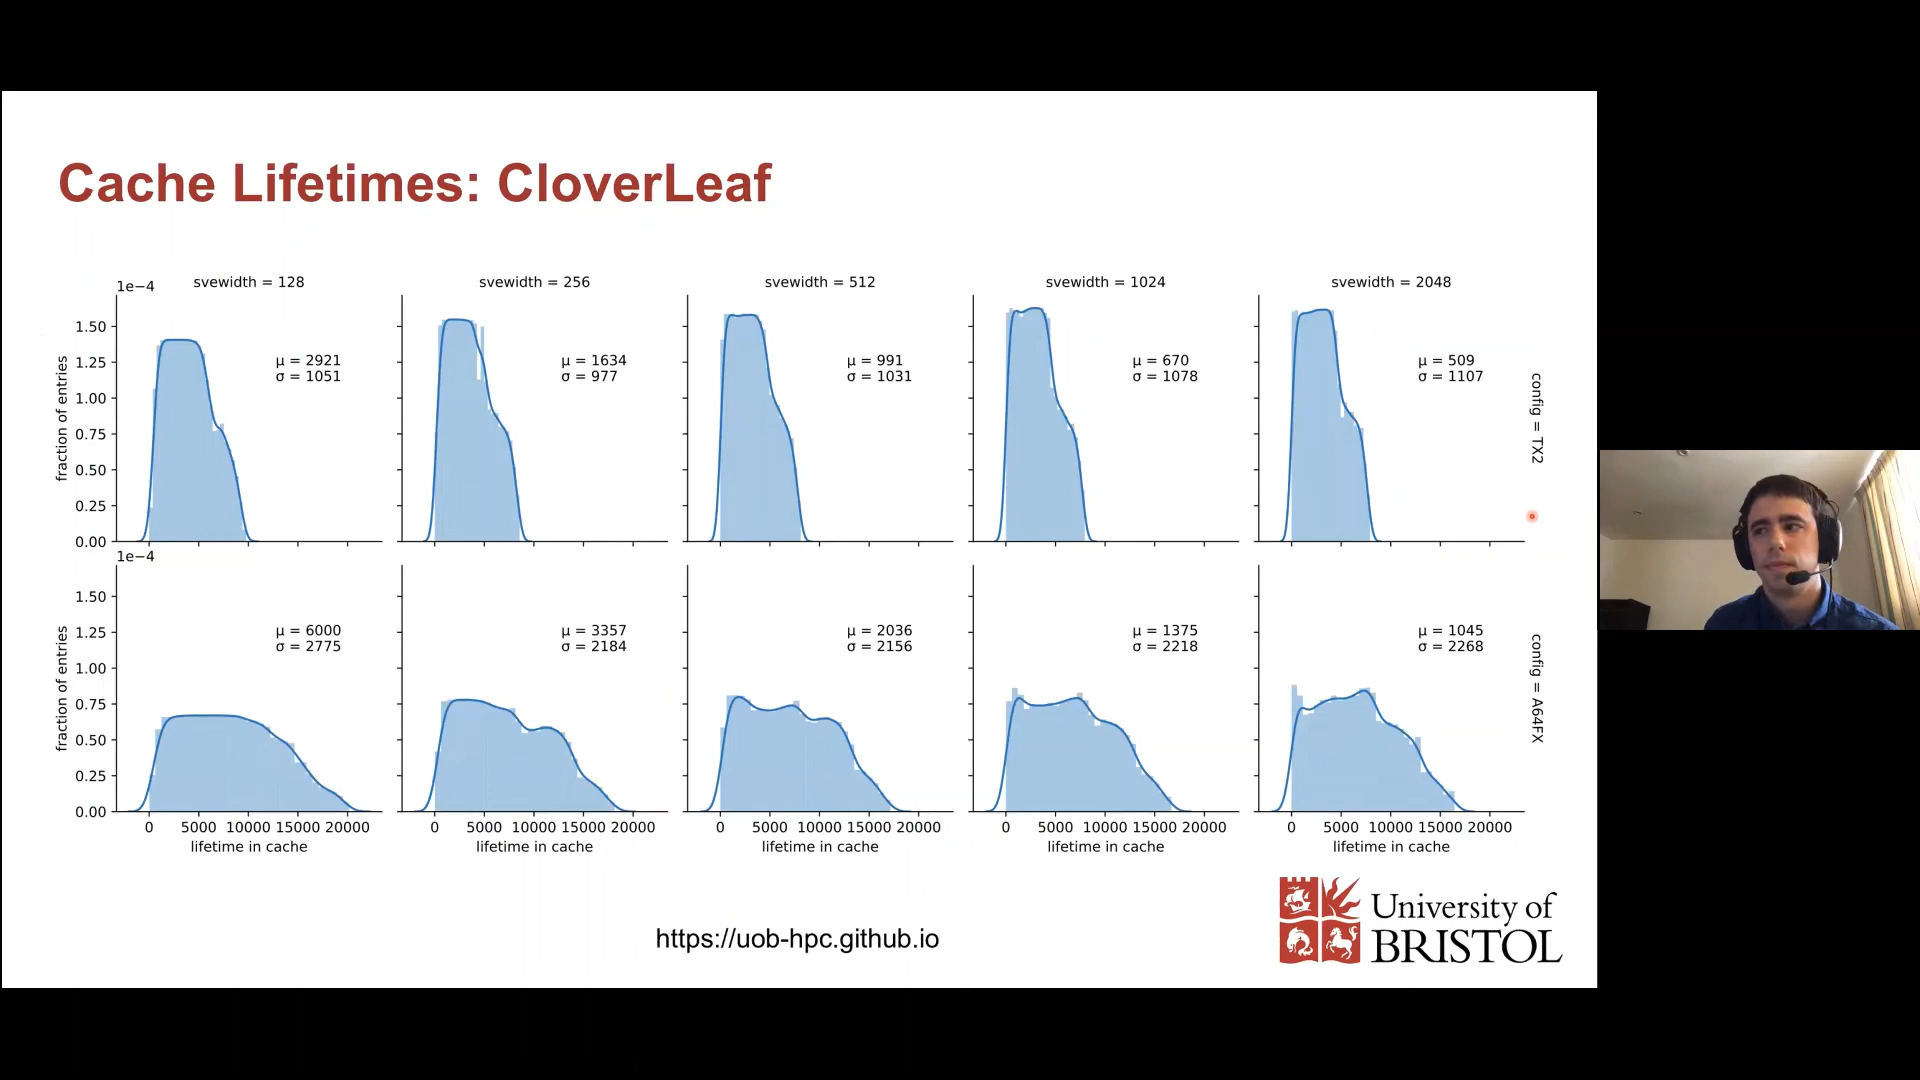 Cache Lifetimes: CloverLeaf
1e−4
svewidth = 128
svewidth = 256
svewidth = 512
svewidth = 1024
svewidth = 2048
fraction of entries
1.50
1.25
1.00
0.75
0.50
0.25
0.00
μ = 2921
σ = 1051
μ = 1634
σ = 977
μ = 991
σ = 1031
μ = 670
σ = 1078
μ = 509
σ = 1107
config = TX2
1e−4
fraction of entries
1.50
1.25
1.00
0.75
0.50
0.25
0.00
μ = 6000
σ = 2775
μ = 3357
σ = 2184
μ = 2036
σ = 2156
μ = 1375
σ = 2218
μ = 1045
σ = 2268
config = A64FX
0 5000 10000 15000 20000
0 5000 10000 15000 20000
0 5000 10000 15000 20000
0 5000 10000 15000 20000
0 5000 10000 15000 20000
lifetime in cache
lifetime in cache
lifetime in cache
lifetime in cache
lifetime in cache
https://uob-hpc.github.io
University of
BRISTOL